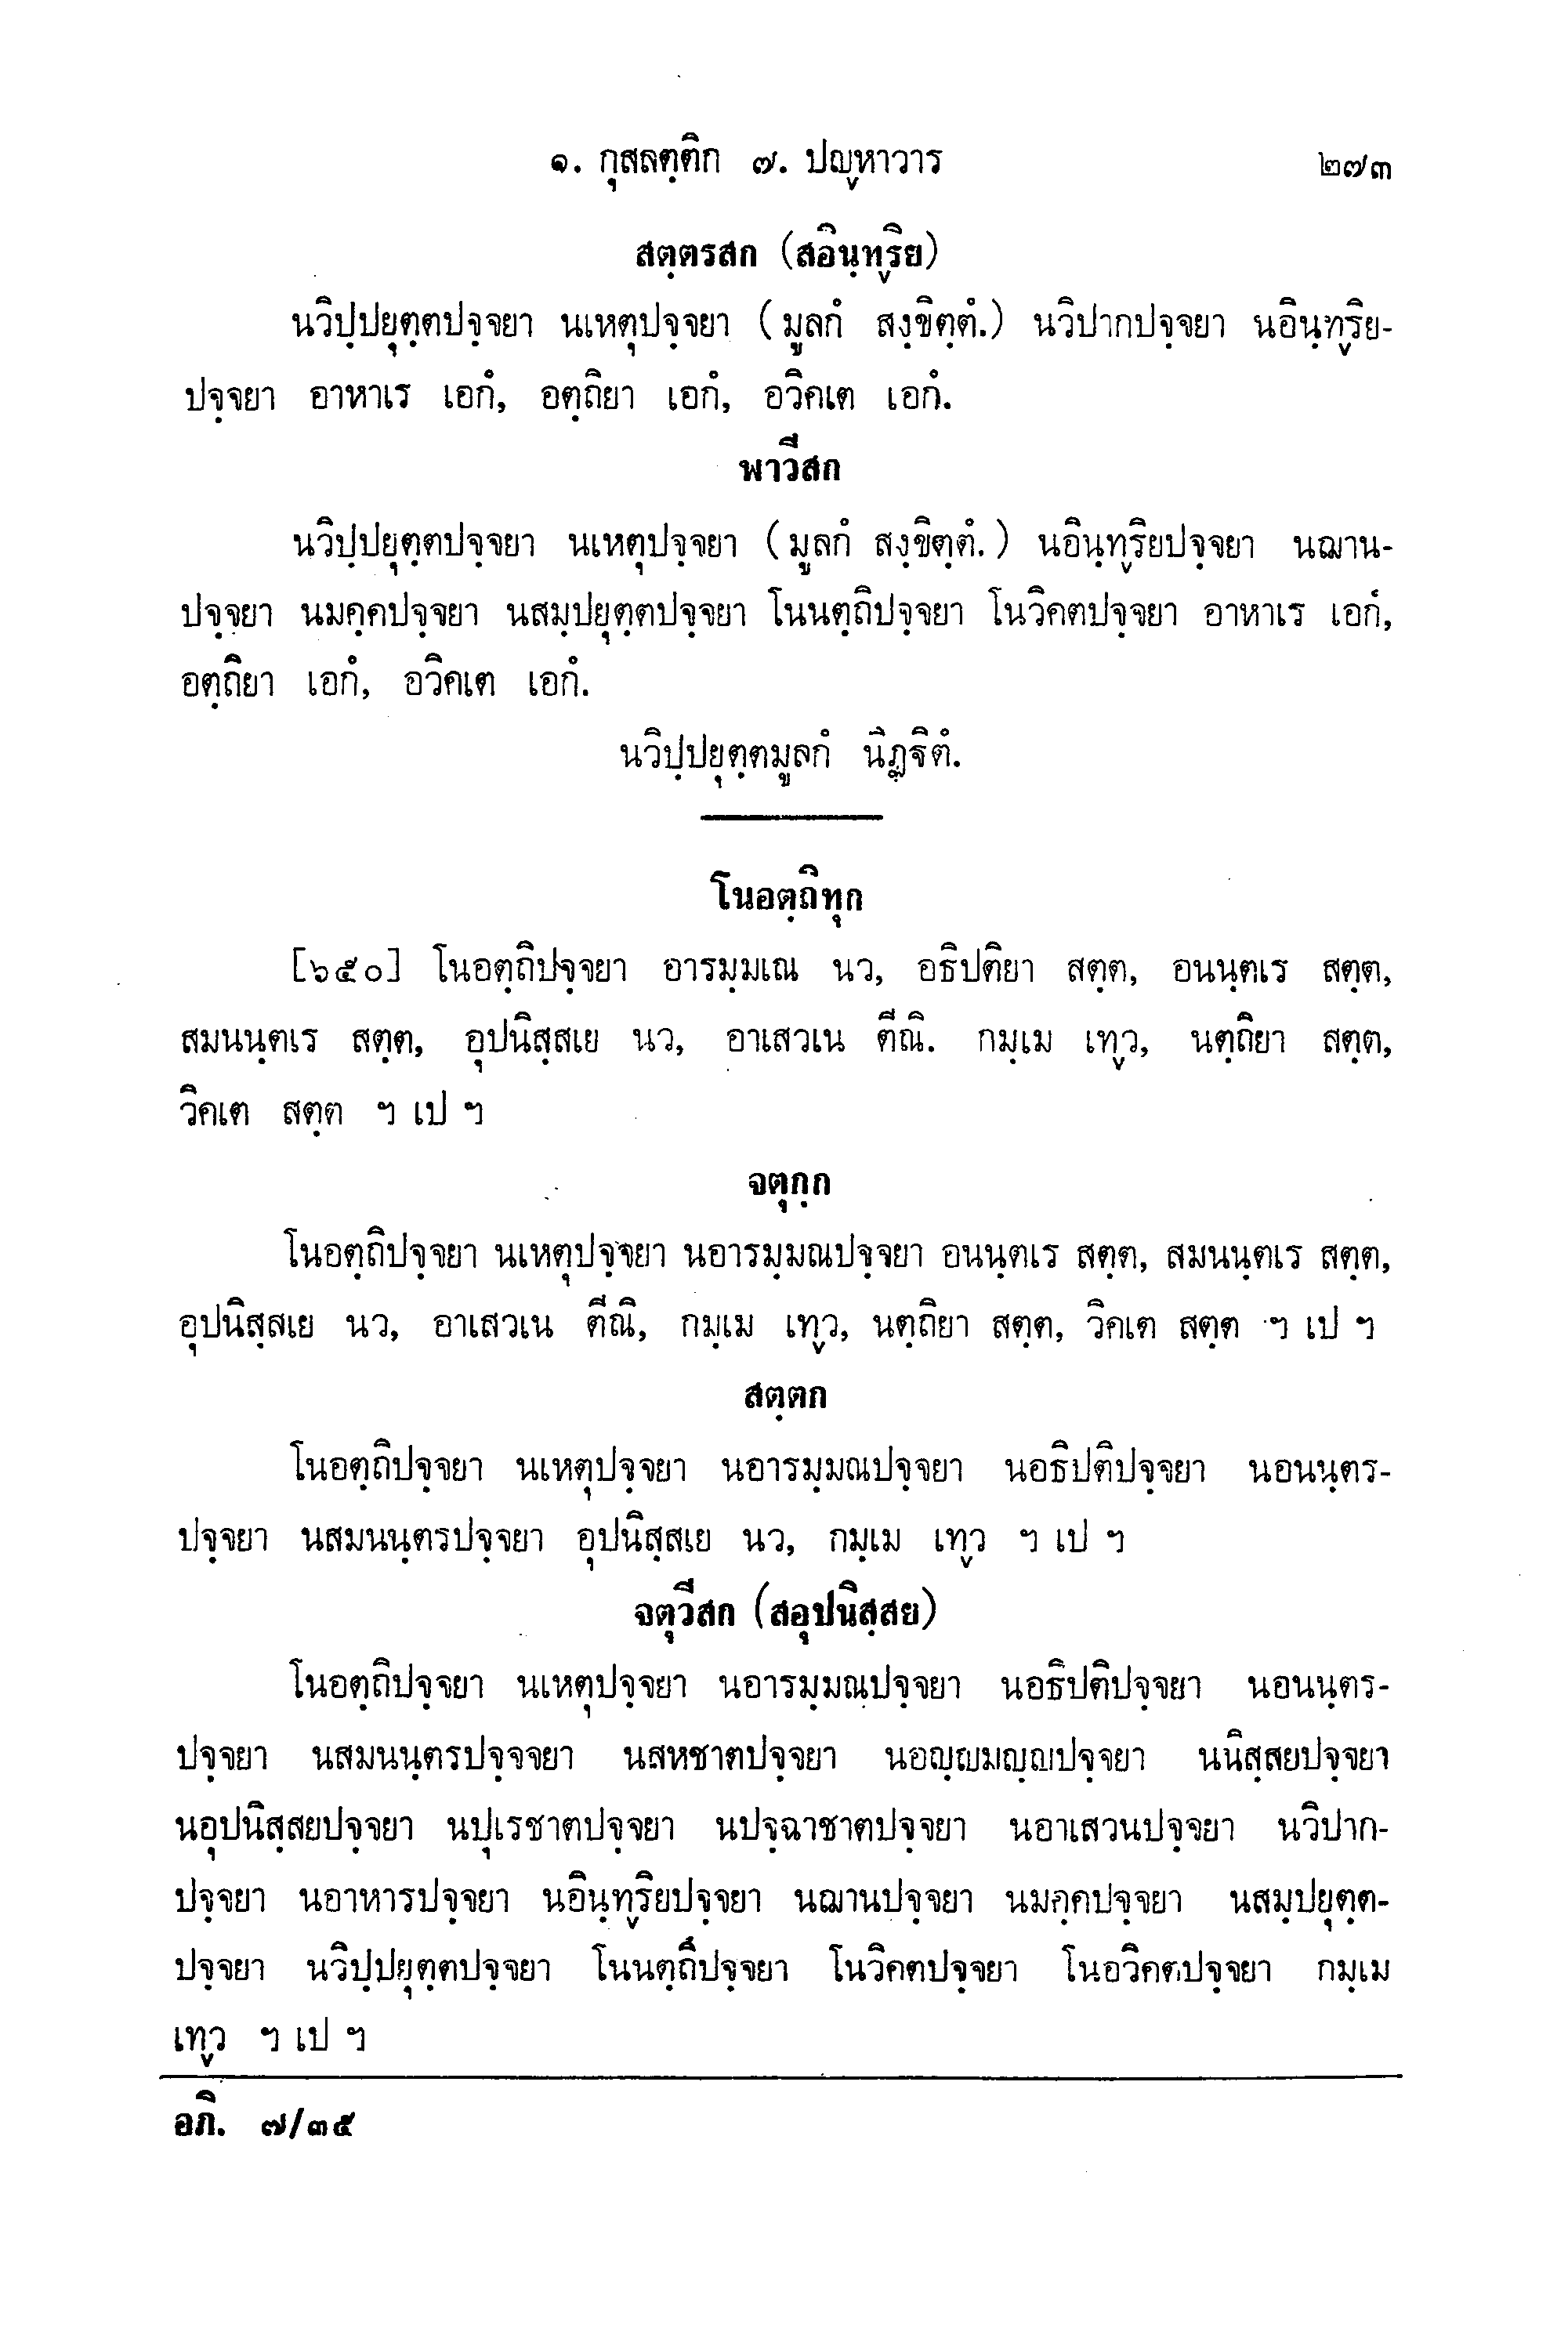 ๑. กุสลตฺติก ๗. ปญฺหาวาร ๒๗๓
สตฺตรสก (สอินฺทฺริย)
นวิปฺปยุตฺตปจฺจยา นเหตุปจฺจยา (มูลกํ สงฺขิตฺตํ.) นวิปากปจฺจยา นอินฺทฺริย-
ปจฺจยา อาหาเร เอกํ, อตฺถิยา เอกํ, อวิคเต เอกํ.
พาวีสก
นวิปฺปยุตฺตปจฺจยา นเหตุปจฺจยา (มูลกํ สงฺขิตฺตํ.) นอินฺทฺริยปจฺจยา นฌาน-
ปจฺจยา นมคฺคปจฺจยา นสมฺปยุตฺตปจฺจยา โนนตฺถิปจฺจยา โนวิคตปจฺจยา อาหาเร เอกํ,
อตฺถิยา เอกํ, อวิคเต เอกํ.
นวิปฺปยุตฺตมูลกํ นิฏฺฐิตํ.
โนอตฺถิทุก
[๖๕๐] โนอตฺถิปจฺจยา อารมฺมเณ นว, อธิปติยา สตฺต, อนนฺตเร สตฺต,
สมนนฺตเร สตฺต, อุปนิสฺสเย นว, อาเสวเน ตีณิ. กมฺเม เทฺว, นตฺถิยา สตฺต,
วิคเต สตฺต ฯ เป ฯ
จตุกฺก
โนอตฺถิปจฺจยา นเหตุปจฺจยา นอารมฺมณปจฺจยา อนนฺตเร สตฺต, สมนนฺตเร สตฺต,
อุปนิสฺสเย นว, อาเสวเน ตีณิ, กมฺเม เทฺว, นตฺถิยา สตฺต, วิคเต สตฺต ฯ เป ฯ
สตฺตก
โนอตฺถิปจฺจยา นเหตุปจฺจยา นอารมฺมณปจฺจยา นอธิปติปจฺจยา นอนนฺตร-
ปจฺจยา นสมนนฺตรปจฺจยา อุปนิสฺสเย นว, กมฺเม เทฺว ฯ เป ฯ
จตุวีสก (สอุปนิสฺสย)
โนอตฺถิปจฺจยา นเหตุปจฺจยา นอารมฺมณปจฺจยา นอธิปติปจฺจยา นอนนฺตร-
ปจฺจยา นสมนนฺตรปจฺจจยา นสหชาตปจฺจยา นอญฺญมญฺญปจฺจยา นนิสฺสยปจฺจยา
นอุปนิสฺสยปจฺจยา นปุเรชาตปจฺจยา นปจฺฉาชาตปจฺจยา นอาเสวนปจฺจยา นวิปาก-
ปจฺจยา นอาหารปจฺจยา นอินฺทฺริยปจฺจยา นฌานปจฺจยา นมคฺคปจฺจยา นสมฺปยุตฺต-
ปจฺจยา นวิปฺปยุตฺตปจฺจยา โนนตฺถิปจฺจยา โนวิคตปจฺจยา โนอวิคตปจฺจยา กมฺเม
เทฺว ฯ เป ฯ
อภิ. ๗/๓๕